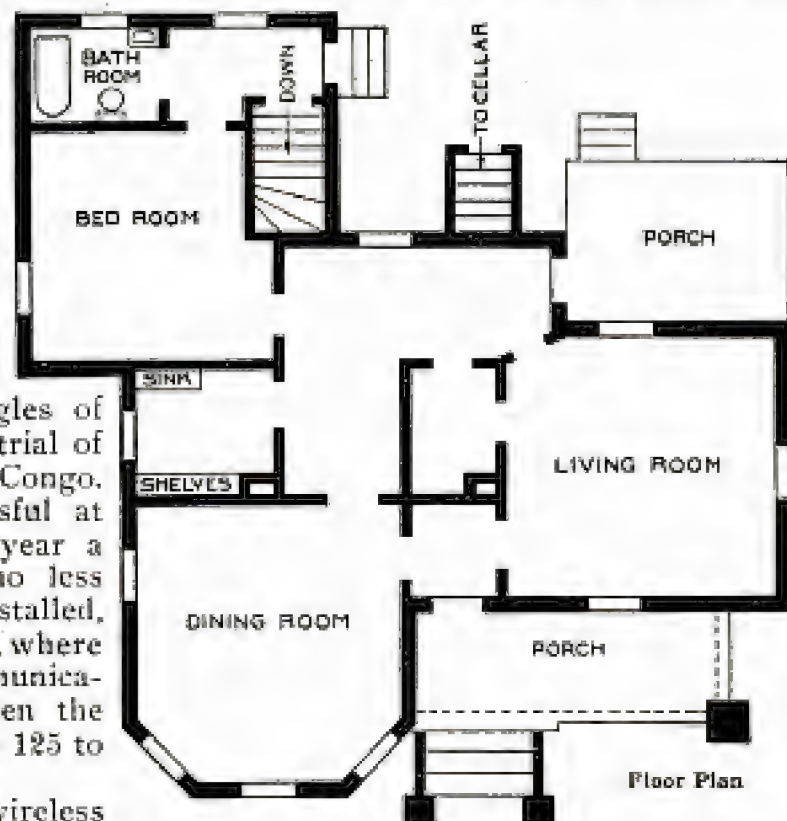 BATH
ROOM
DOWN
TO CELLAR
BED ROOM
PORCH
SINK
SHELVES
LIVING ROOM
DINING ROOM
PORCH
Floor Plan
gles of
trial of
Congo.
sful at
year a
no less
stalled,
where
munica-
en the
125 to
wireless